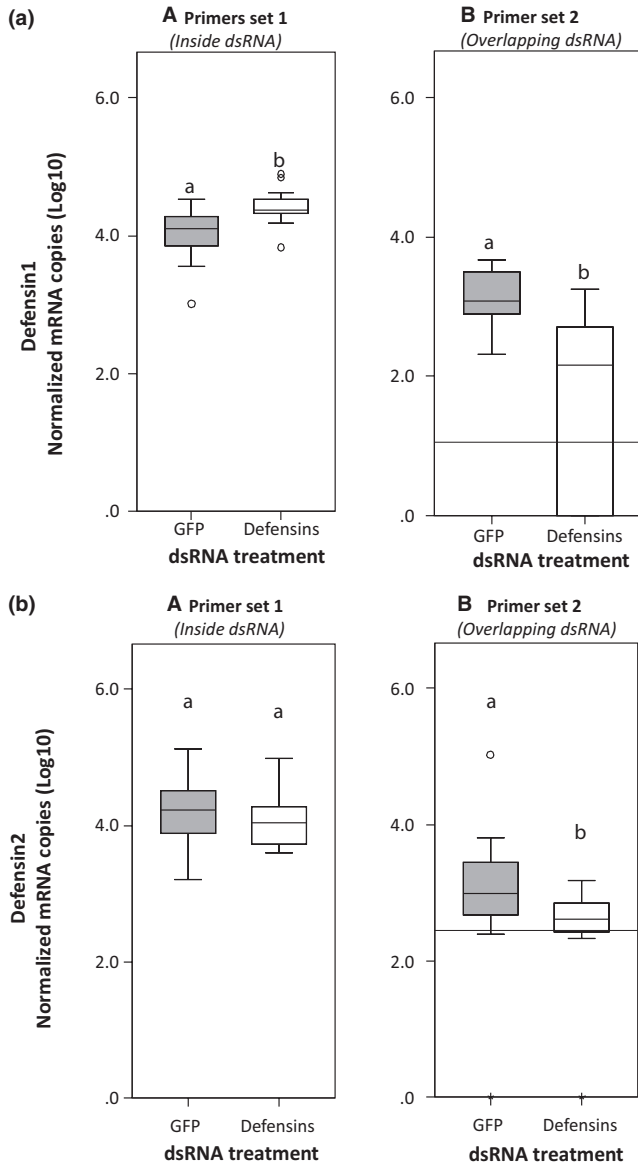 (a)
A Primers set 1
(Inside dsRNA)
B Primer set 2
(Overlapping dsRNA)
Defensin1
Normalized mRNA copies (Log10)
6.0
4.0
2.0
.0
a
b
GFP
Defensins
dsRNA treatment
6.0
4.0
2.0
.0
a
b
GFP
Defensins
dsRNA treatment
(b)
A Primer set 1
(Inside dsRNA)
B Primer set 2
(Overlapping dsRNA)
Defensin2
Normalized mRNA copies (Log10)
6.0
4.0
2.0
.0
a
a
GFP
Defensins
dsRNA treatment
6.0
4.0
2.0
.0
a
b
GFP
Defensins
dsRNA treatment